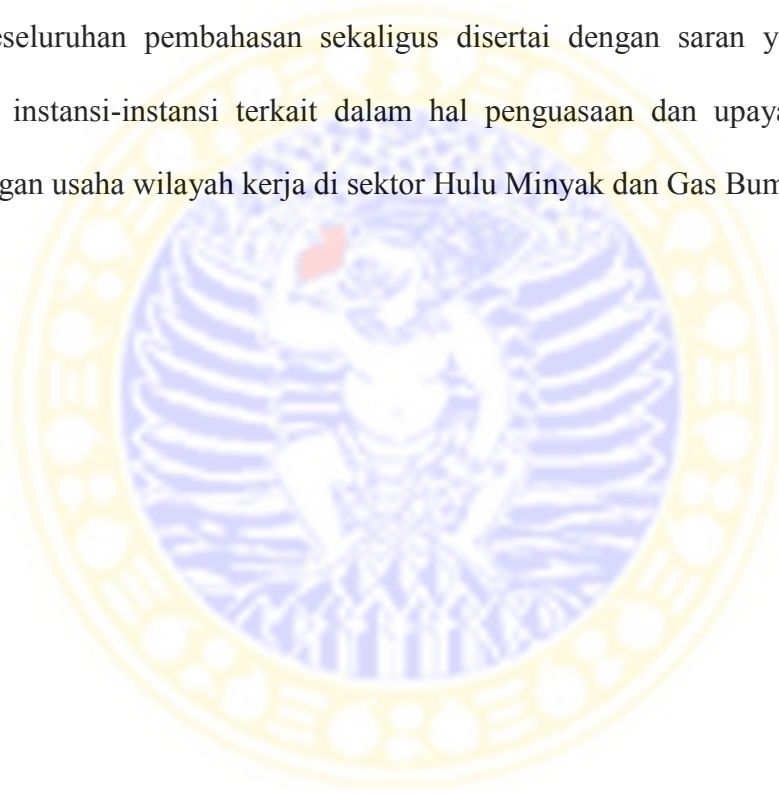 eseluruhan pembahasan sekaligus disertai dengan saran y
instansi-instansi terkait dalam hal penguasaan dan upaya
gan usaha wilayah kerja di sektor Hulu Minyak dan Gas Bum